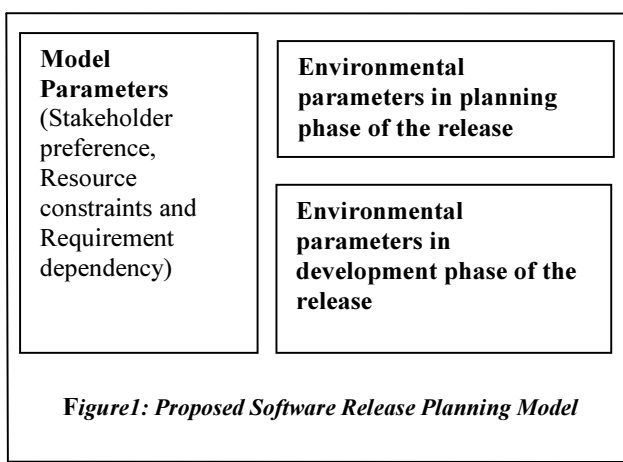 Model
Parameters
(Stakeholder
preference,
Resource
constraints and
Requirement
dependency)
Environmental
parameters in planning
phase of the release
Environmental
parameters in
development phase of the
release
Figure1: Proposed Software Release Planning Model